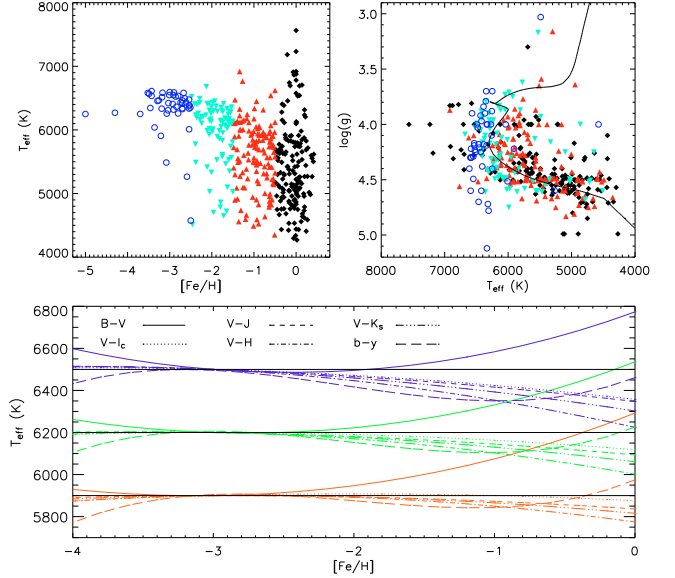 8000
7000
6000
5000
4000
T_eff (K)
−5 −4 −3 −2 −1 0
[Fe/H]
3.0
3.5
4.0
4.5
5.0
log(g)
8000 7000 6000 5000 4000
T_eff (K)
6800
6600
6400
6200
6000
5800
T_eff (K)
B−V V−J V−K_s
V−I_c V−H b−y
−4 −3 −2 −1 0
[Fe/H]